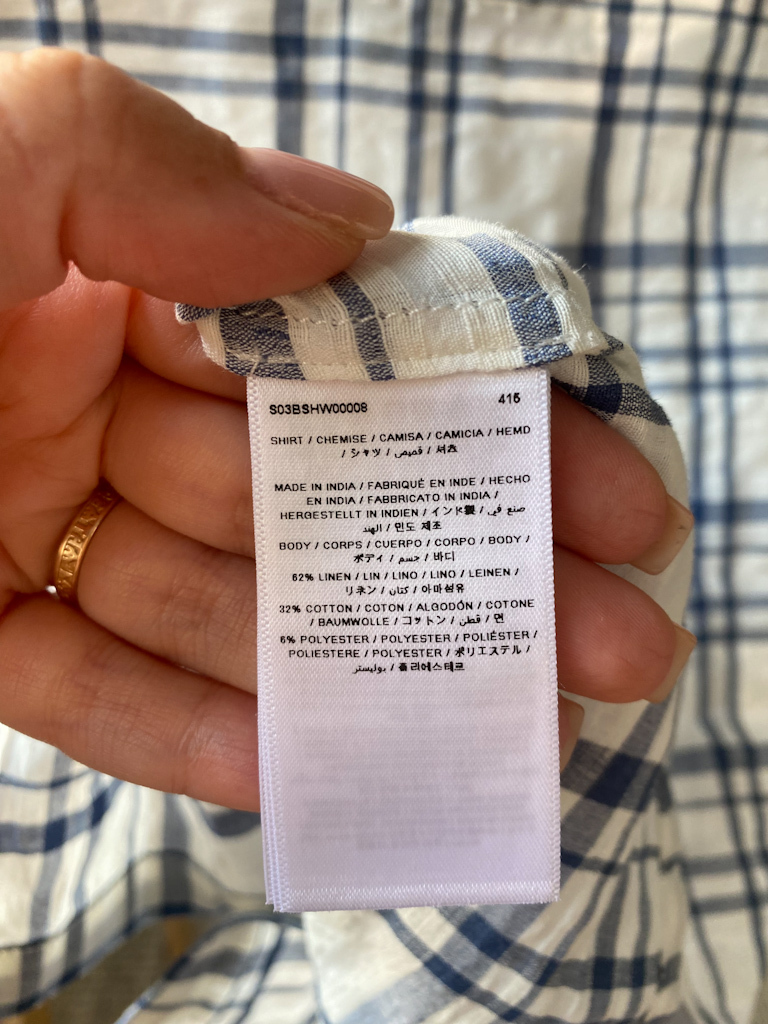 S03BSHW00008 415
SHIRT / CHEMISE / CAMISA / CAMICIA / HEMD
/ シャツ / قميص / 셔츠
MADE IN INDIA / FABRIQUÉ EN INDE / HECHO
EN INDIA / FABBRICATO IN INDIA /
HERGESTELLT IN INDIEN / インド製 / صنع في
الهند / 인도 제조
BODY / CORPS / CUERPO / CORPO / BODY /
ボディ / جسم / 바디
62% LINEN / LIN / LINO / LINO / LEINEN /
リネン / كتان / 아마섬유
32% COTTON / COTON / ALGODÓN / COTONE
/ BAUMWOLLE / コットン / قطن / 면
6% POLYESTER / POLYESTER / POLIÉSTER /
POLIESTERE / POLYESTER / ポリエステル /
بوليستر / 폴리에스테르